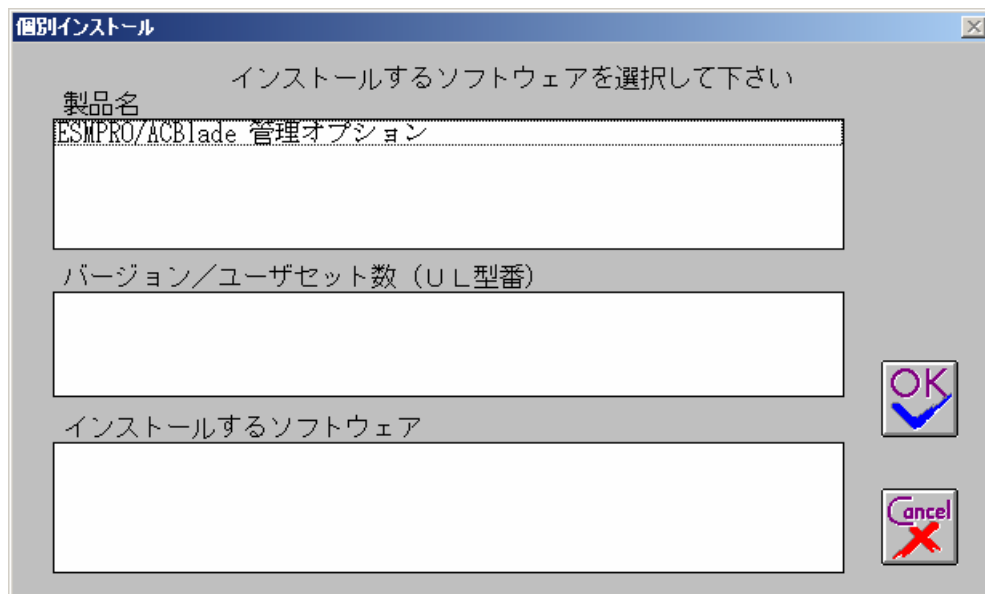 個別インストール
インストールするソフトウェアを選択して下さい
製品名
ESMPRO/ACBlade 管理オプション
バージョン／ユーザセット数（ＵＬ型番）
OK
インストールするソフトウェア
Cancel